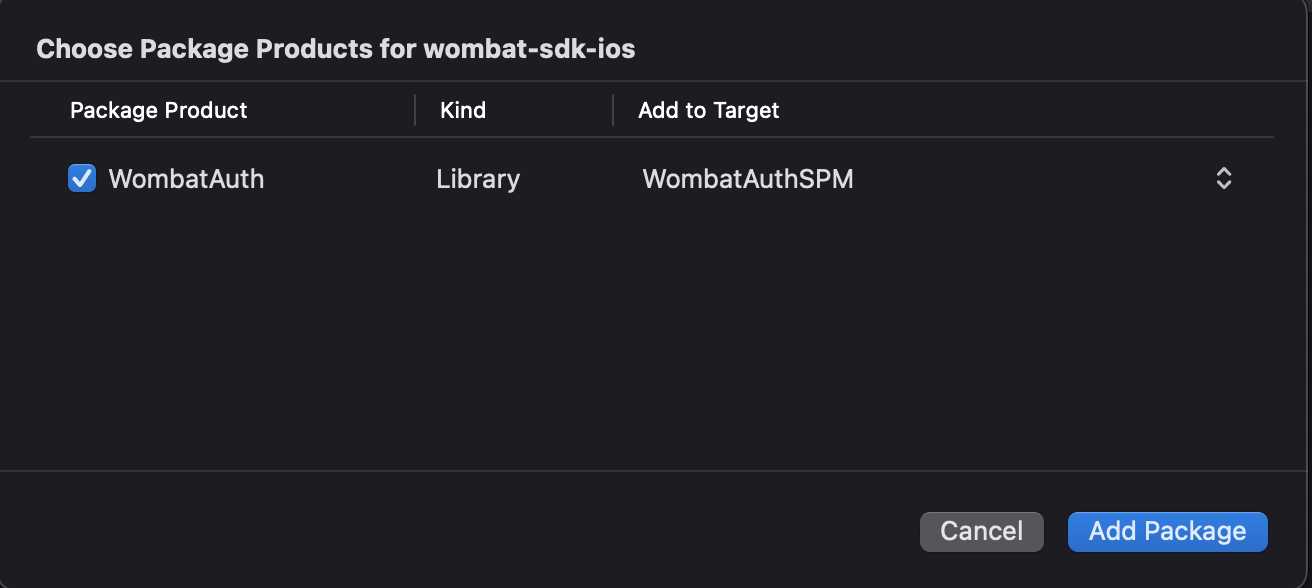 Choose Package Products for wombat-sdk-ios
Package Product Kind Add to Target
WombatAuth Library WombatAuthSPM
Cancel Add Package